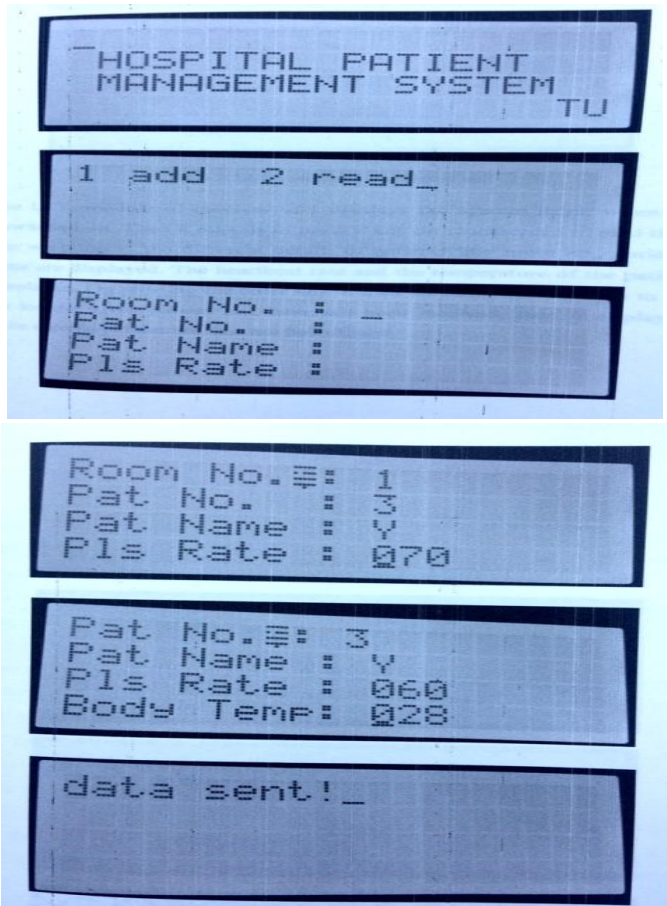 HOSPITAL PATIENT
MANAGEMENT SYSTEM
TU
1 add 2 read_
Room No. : _
Pat No. :
Pat Name :
Pls Rate :
Room No. : 1
Pat No. : 3
Pat Name : Y
Pls Rate : 070
Pat No. : 3
Pat Name : Y
Pls Rate : 060
Body Temp: 028
data sent!_